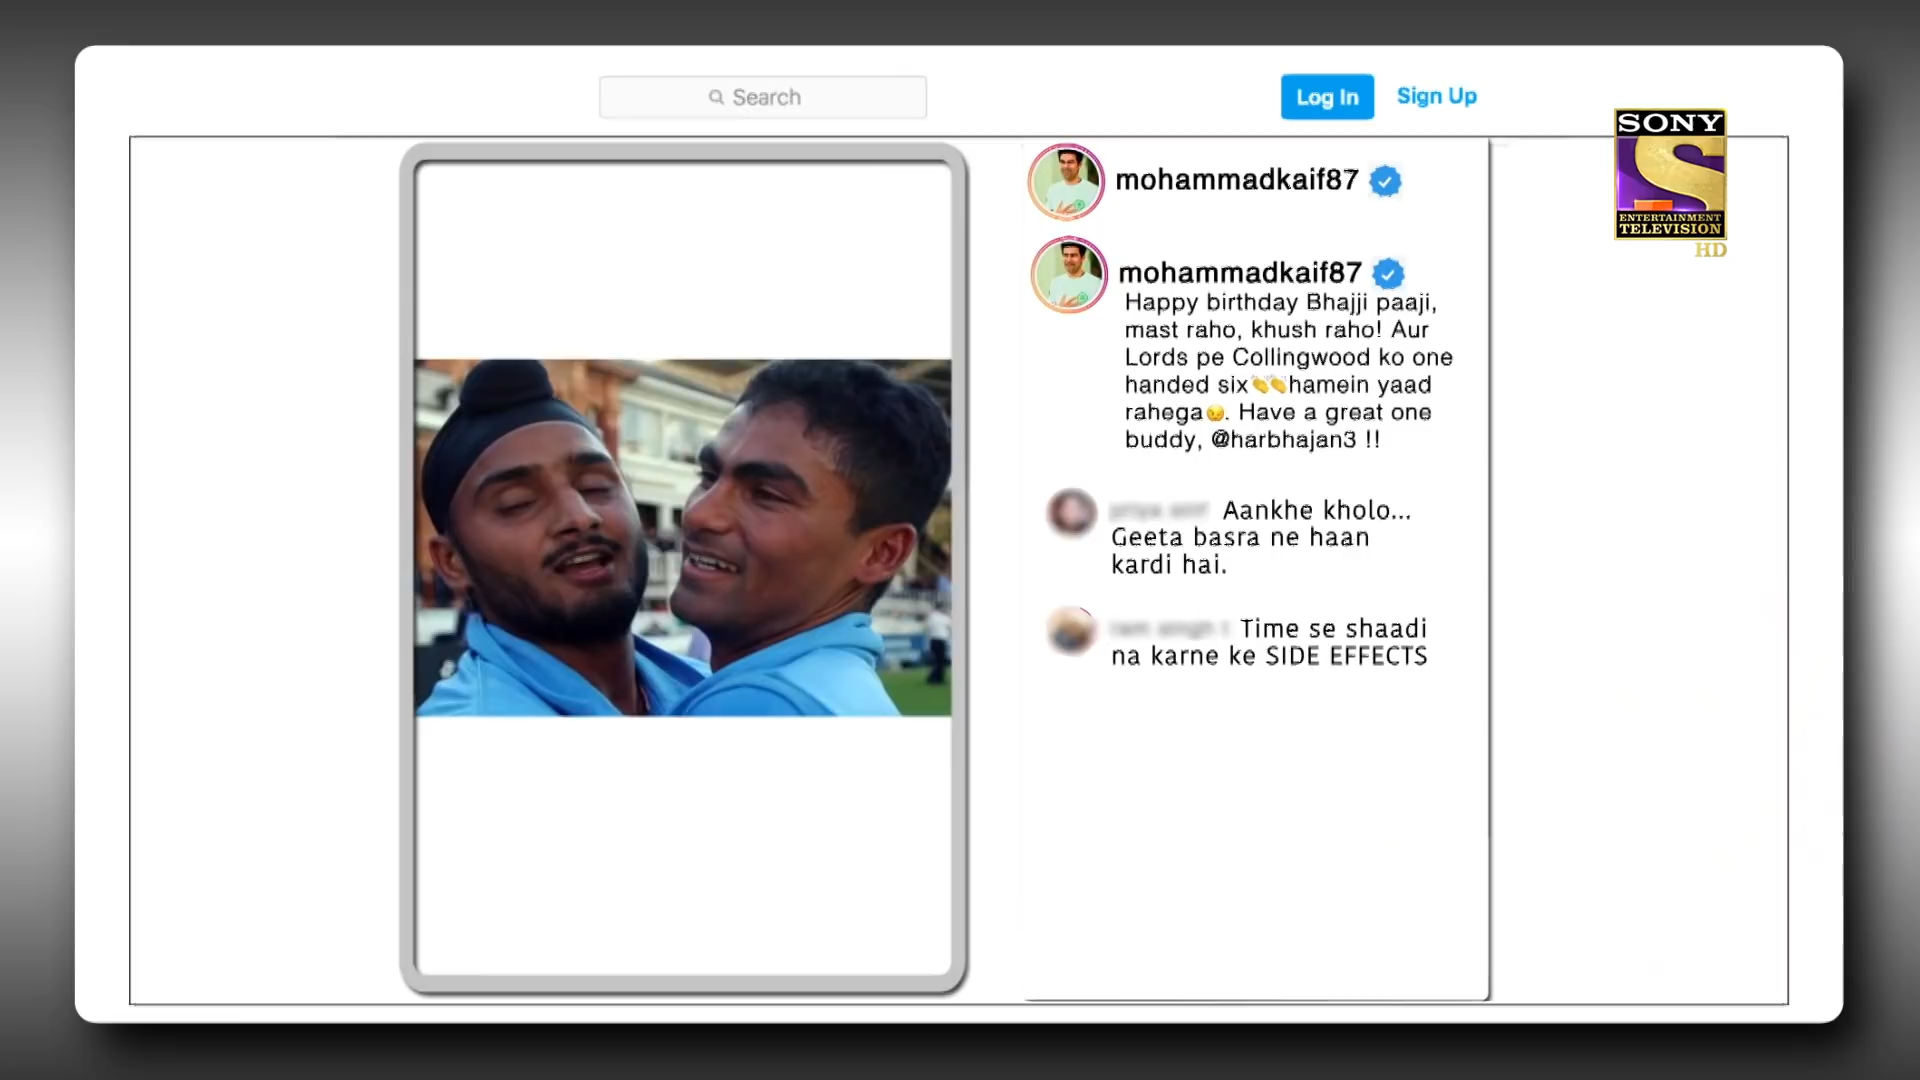 Search
Log In
Sign Up
SONY
ENTERTAINMENT
TELEVISION
HD
mohammadkaif87
mohammadkaif87
Happy birthday Bhajji paaji,
mast raho, khush raho! Aur
Lords pe Collingwood ko one
handed six👏👏hamein yaad
rahega😉. Have a great one
buddy, @harbhajan3 !!
Aankhe kholo...
Geeta basra ne haan
kardi hai.
Time se shaadi
na karne ke SIDE EFFECTS